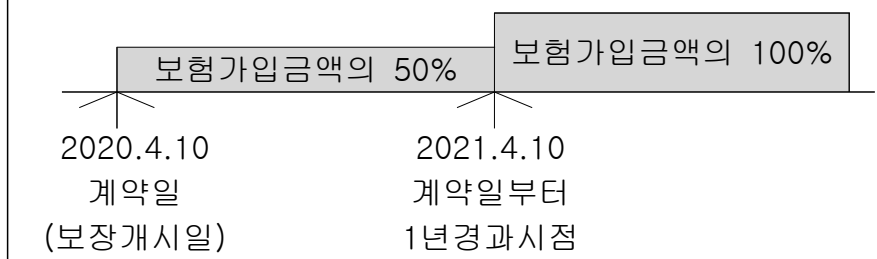 보험가입금액의 100%
보험가입금액의 50%
2020.4.10
계약일
(보장개시일)
2021.4.10
계약일부터
1년경과시점